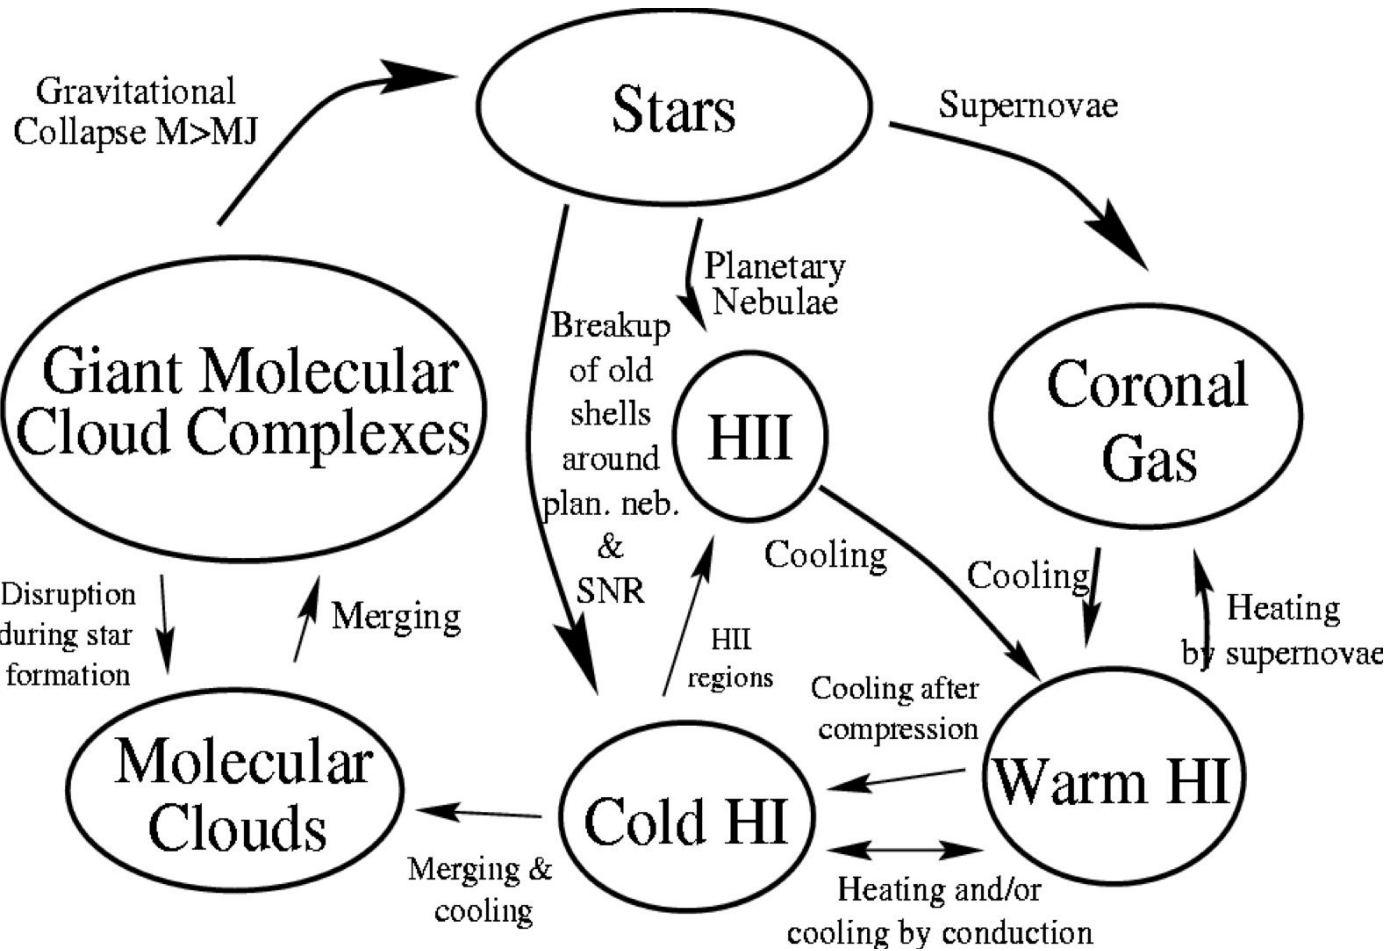 Gravitational
Collapse M>MJ
Stars
Supernovae
Planetary
Nebulae
Breakup
of old
shells
around
plan. neb.
&
SNR
Giant Molecular
Cloud Complexes
HII
Coronal
Gas
Cooling
Cooling
Disruption
during star
formation
Merging
HII
regions
Heating
by supernovae
Cooling after
compression
Molecular
Clouds
Cold HI
Warm HI
Merging &
cooling
Heating and/or
cooling by conduction